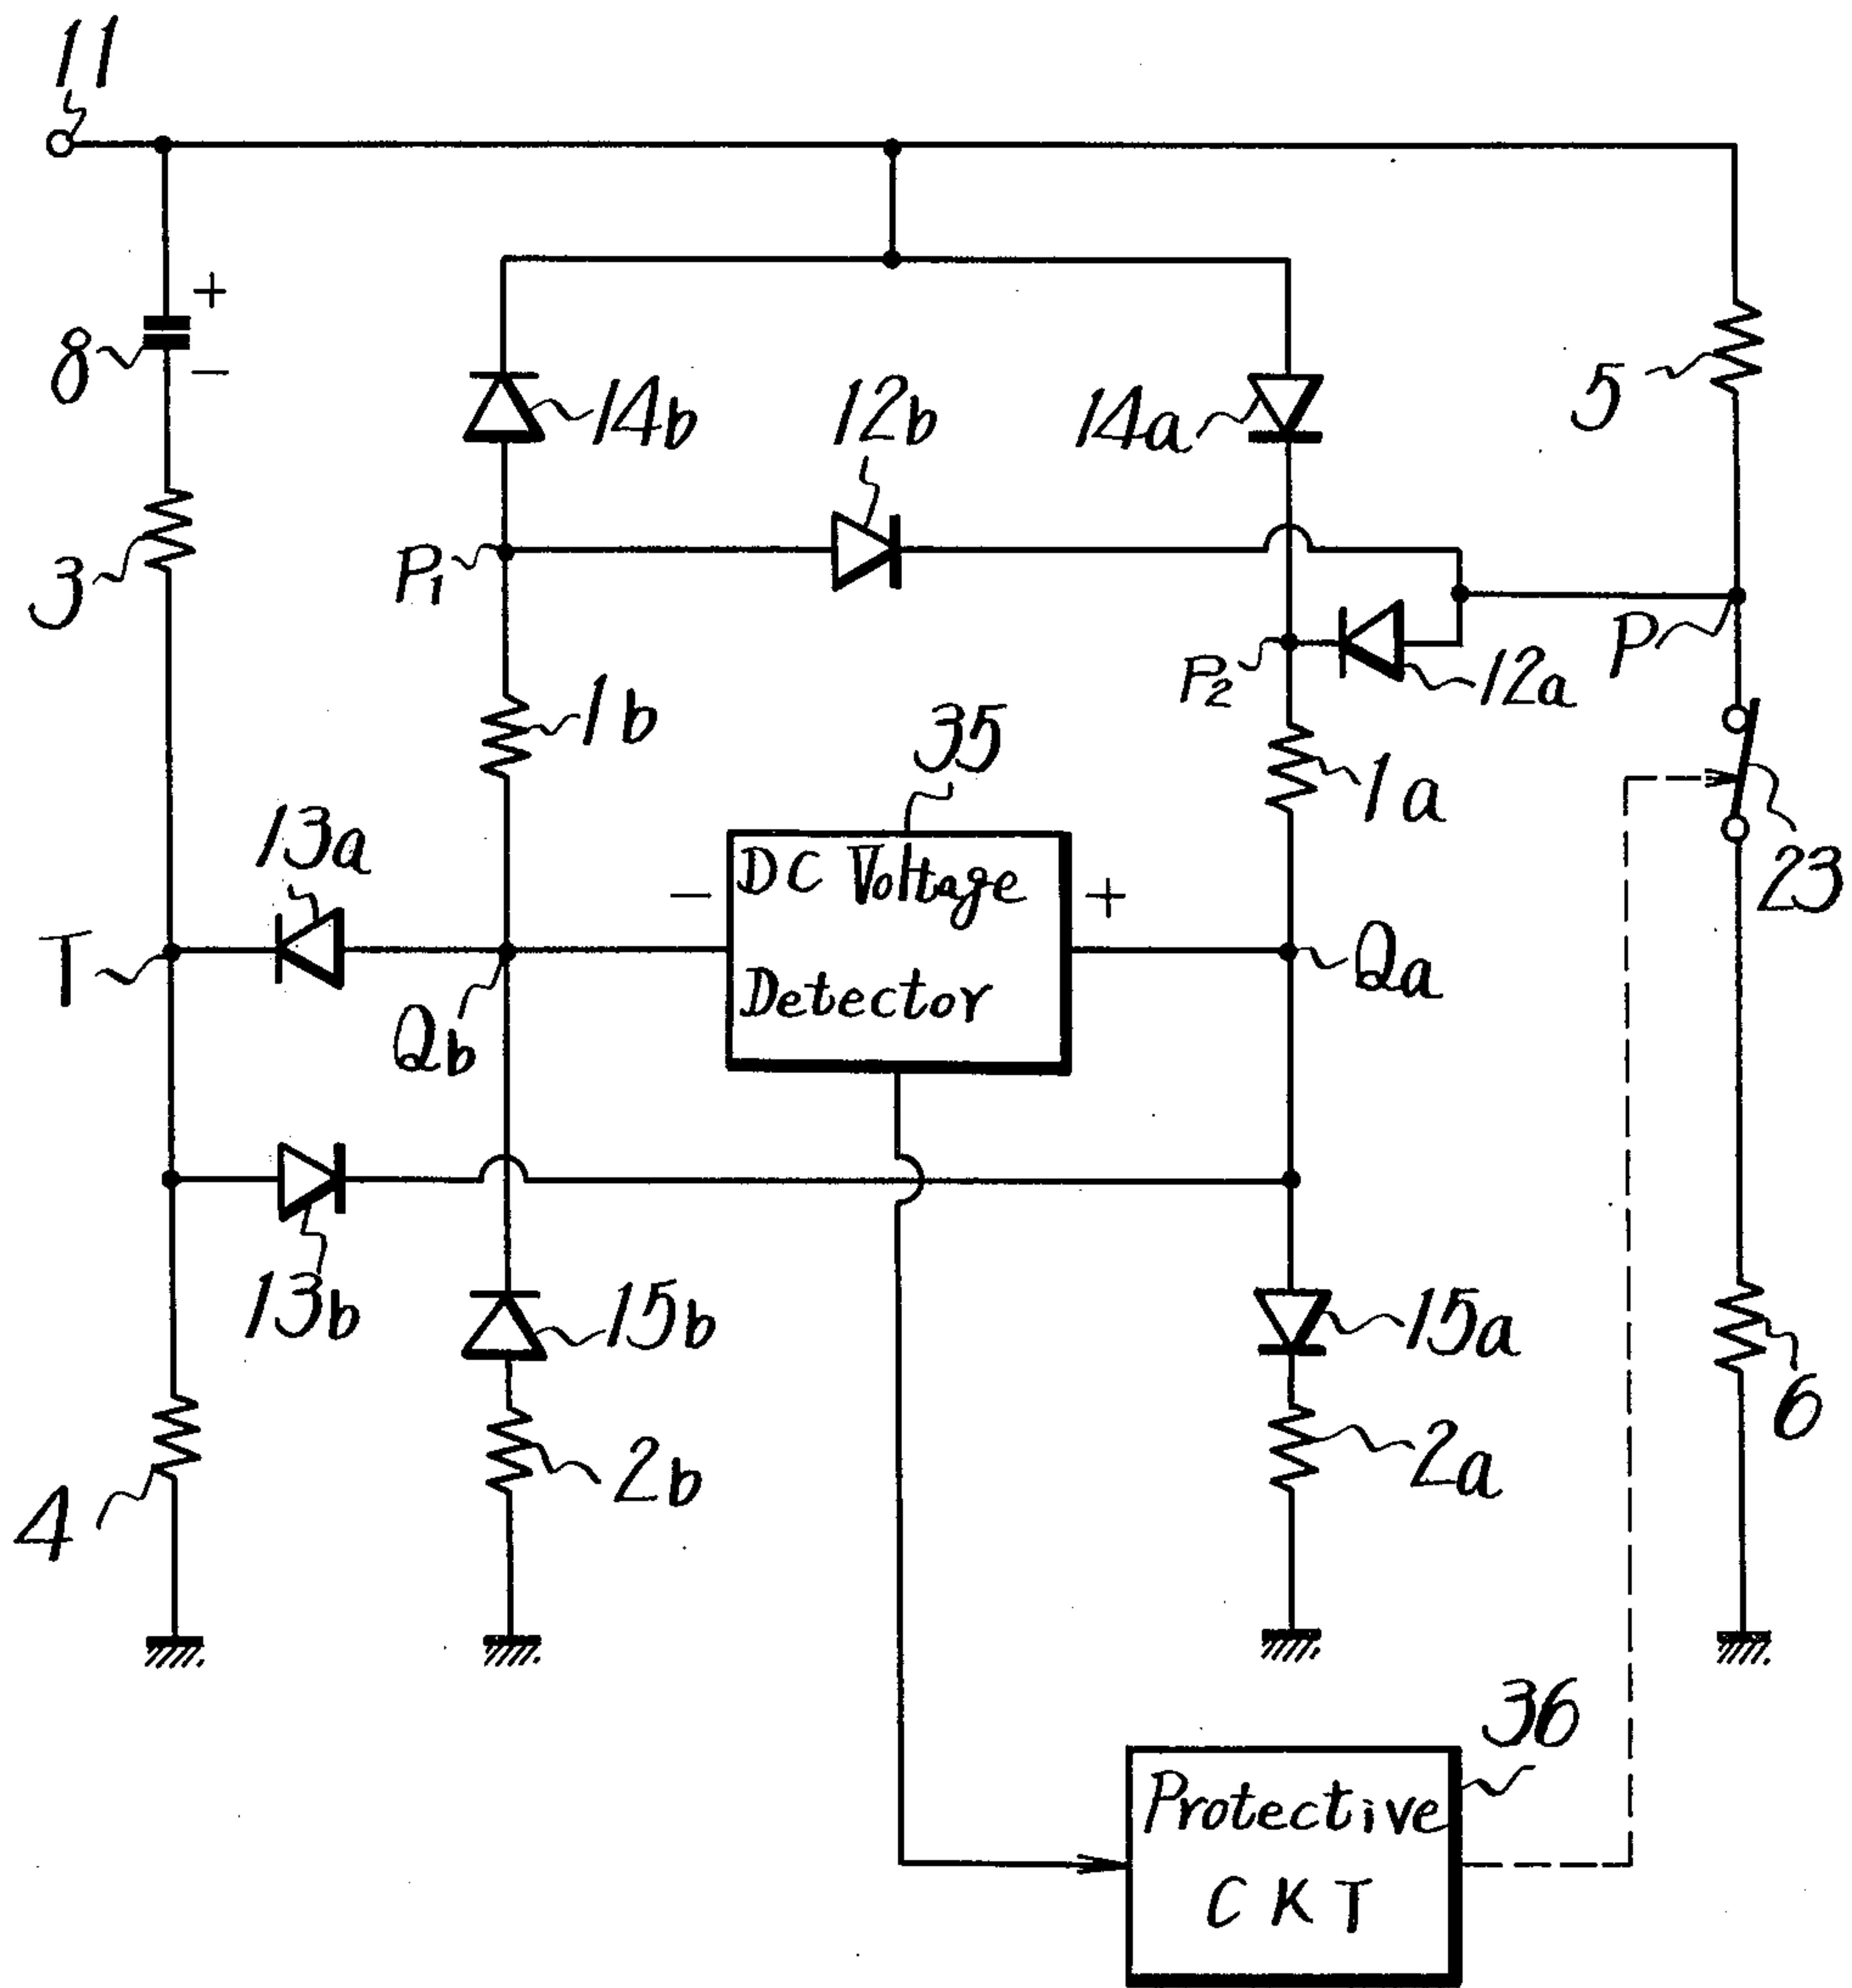 11
+
8
−
14b
12b
14a
5
3
P1
P2
12a
P
1b
35
1a
13a
−
DC Voltage
+
23
T
Qb
Detector
Qa
13b
15b
15a
6
4
2b
2a
36
Protective
CKT